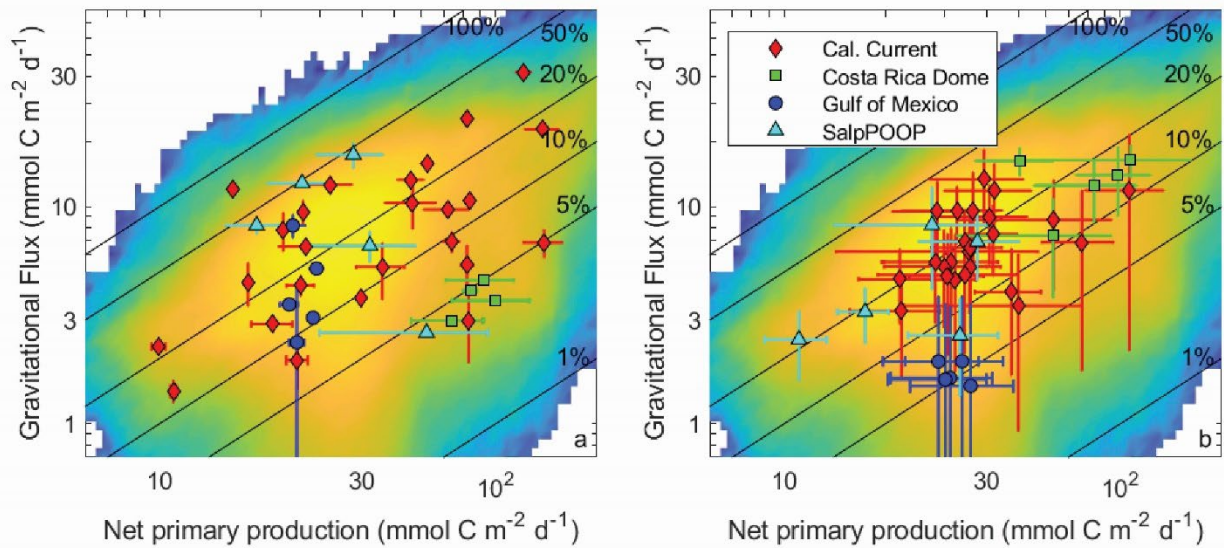 100%
50%
20%
10%
5%
1%
30
10
3
1
Gravitational Flux (mmol C m⁻² d⁻¹)
a
10
30
10²
Net primary production (mmol C m⁻² d⁻¹)
100%
50%
20%
10%
5%
1%
Cal. Current
Costa Rica Dome
Gulf of Mexico
SalpPOOP
30
10
3
1
Gravitational Flux (mmol C m⁻² d⁻¹)
b
10
30
10²
Net primary production (mmol C m⁻² d⁻¹)